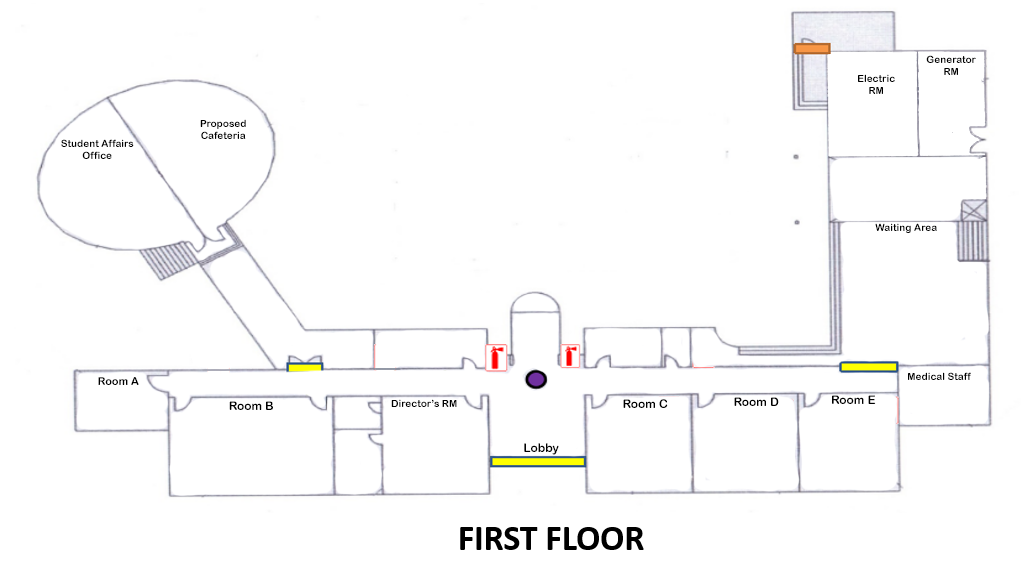 Generator
RM
Electric
RM
Proposed
Cafeteria
Student Affairs
Office
Waiting Area
Room A
Medical Staff
Room B
Director's RM
Room C
Room D
Room E
Lobby
FIRST FLOOR